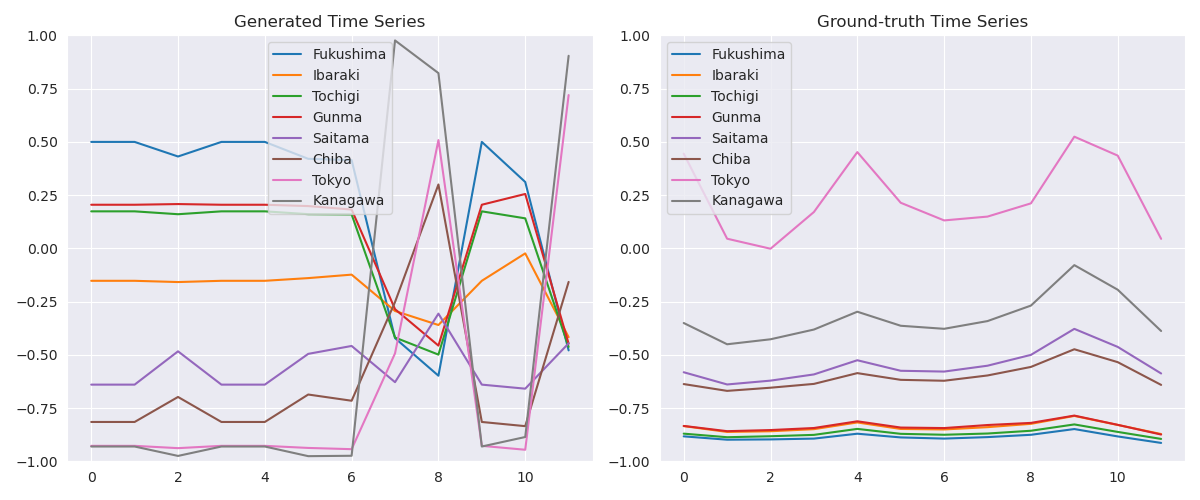 Generated Time Series
1.00
0.75
0.50
0.25
0.00
−0.25
−0.50
−0.75
−1.00
0 2 4 6 8 10
Fukushima
Ibaraki
Tochigi
Gunma
Saitama
Chiba
Tokyo
Kanagawa
Ground-truth Time Series
1.00
0.75
0.50
0.25
0.00
−0.25
−0.50
−0.75
−1.00
0 2 4 6 8 10
Fukushima
Ibaraki
Tochigi
Gunma
Saitama
Chiba
Tokyo
Kanagawa